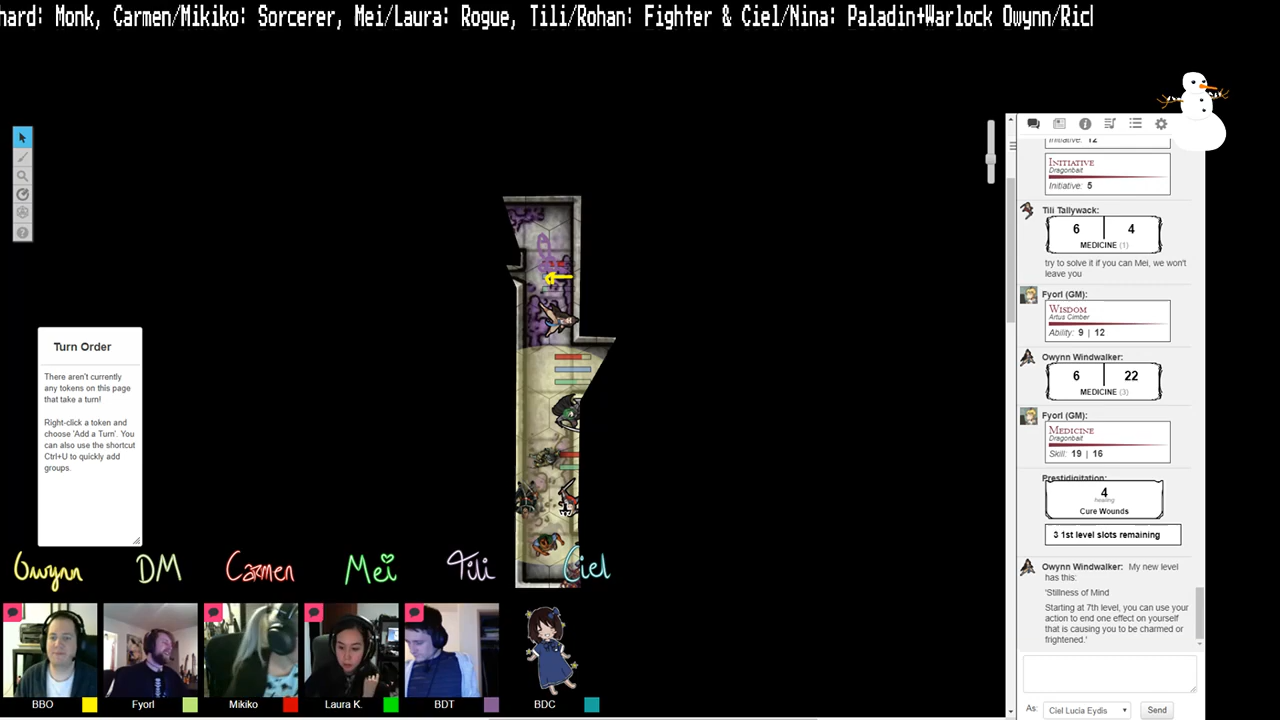 hard: Monk, Carmen/Mikiko: Sorcerer, Mei/Laura: Rogue, Tili/Rohan: Fighter & Ciel/Nina: Paladin+Warlock Owynn/Ric
Turn Order
There aren't currently
any tokens on this page
that take a turn!
Right-click a token and
choose 'Add a Turn'. You
can also use the shortcut
Ctrl+U to quickly add
groups.
Initiative: 12
Initiative
Dragonbait
Initiative: 5
Tili Tallywack:
6 4
MEDICINE (1)
try to solve it if you can Mei, we won't
leave you
Fyorl (GM):
Wisdom
Artus Cimber
Ability: 9 | 12
Owynn Windwalker:
6 22
MEDICINE (3)
Fyorl (GM):
Medicine
Dragonbait
Skill: 19 | 16
Prestidigitation:
4
healing
Cure Wounds
3 1st level slots remaining
Owynn Windwalker: My new level
has this:
'Stillness of Mind
Starting at 7th level, you can use your
action to end one effect on yourself
that is causing you to be charmed or
frightened.'
As: Ciel Lucia Eydis Send
Owynn DM Carmen Mei Tili Ciel
BBO Fyorl Mikiko Laura K. BDT BDC